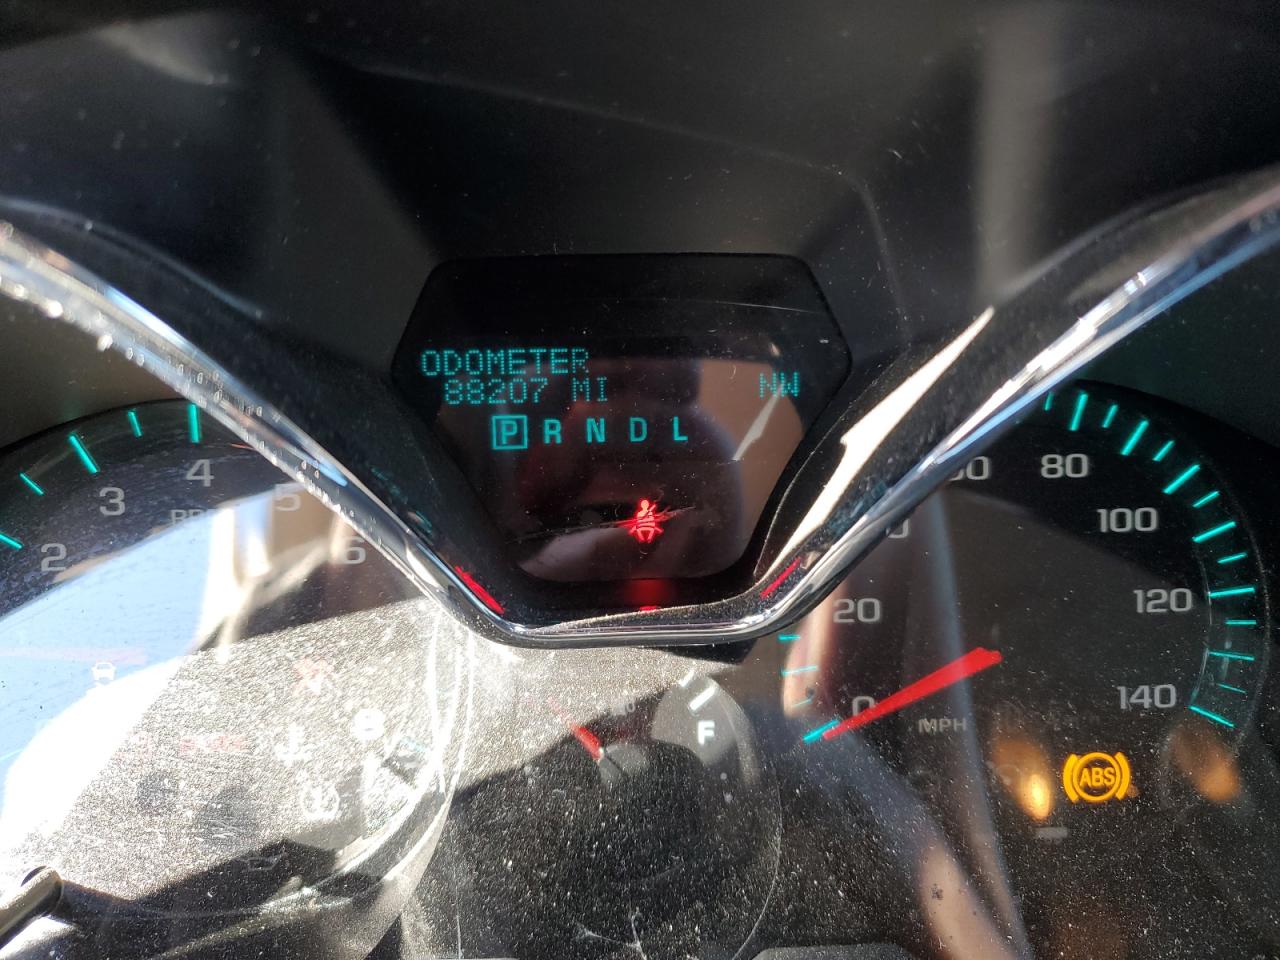 ODOMETER
88207 MI NW
P R N D L
2 3 4 5 6
0 20 80 100 120 140
MPH
F
ABS